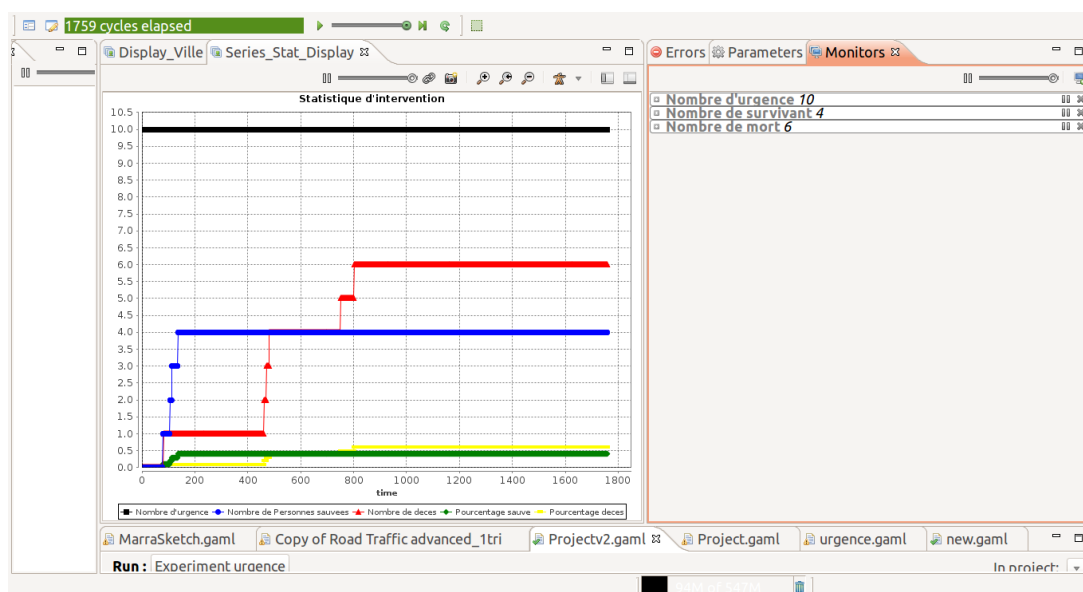 1759 cycles elapsed
Display_Ville Series_Stat_Display
Errors Parameters Monitors
Statistique d'intervention
Nombre d'urgence 10
Nombre de survivant 4
Nombre de mort 6
10.5
10.0
9.5
9.0
8.5
8.0
7.5
7.0
6.5
6.0
5.5
5.0
4.5
4.0
3.5
3.0
2.5
2.0
1.5
1.0
0.5
0.0
0 200 400 600 800 1000 1200 1400 1600 1800
time
Nombre d'urgence Nombre de Personnes sauvees Nombre de deces Pourcentage sauve Pourcentage deces
MarraSketch.gaml Copy of Road Traffic advanced_1tri Projectv2.gaml Project.gaml urgence.gaml new.gaml
Run : Experiment urgence In project:
94M of 547M